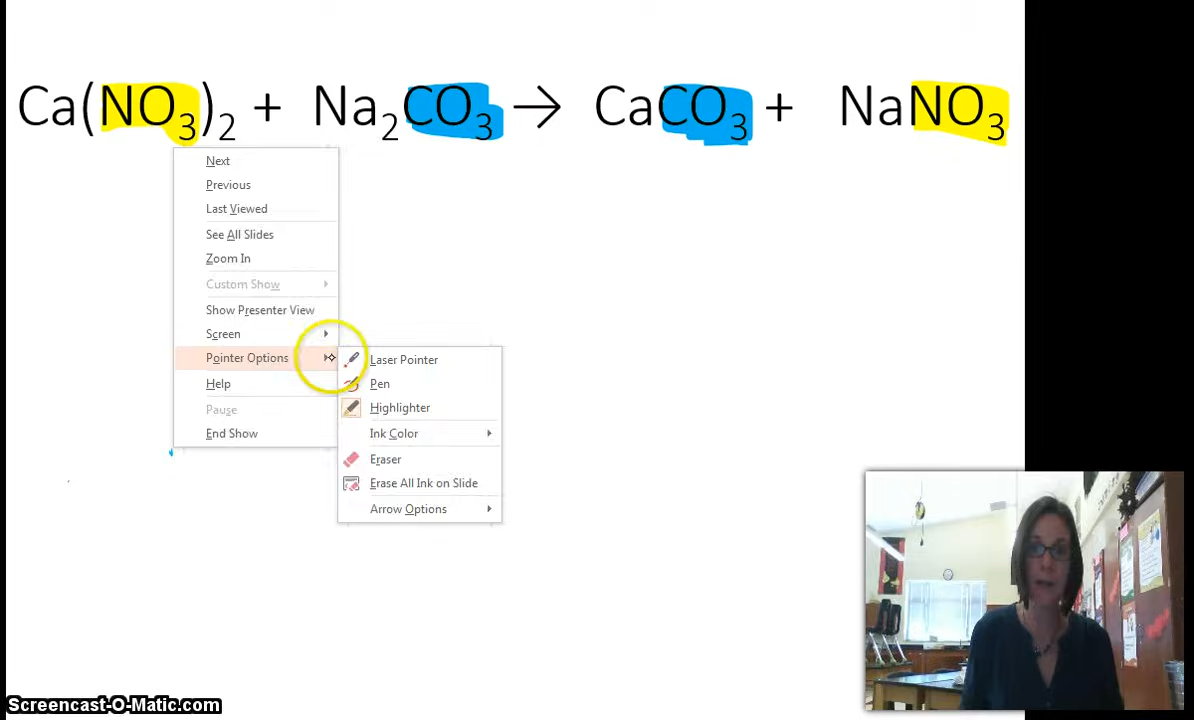 Ca(NO₃)₂ + Na₂CO₃ → CaCO₃ + NaNO₃
Next
Previous
Last Viewed
See All Slides
Zoom In
Custom Show
Show Presenter View
Screen
Pointer Options
Help
Pause
End Show
Laser Pointer
Pen
Highlighter
Ink Color
Eraser
Erase All Ink on Slide
Arrow Options
Screencast-O-Matic.com